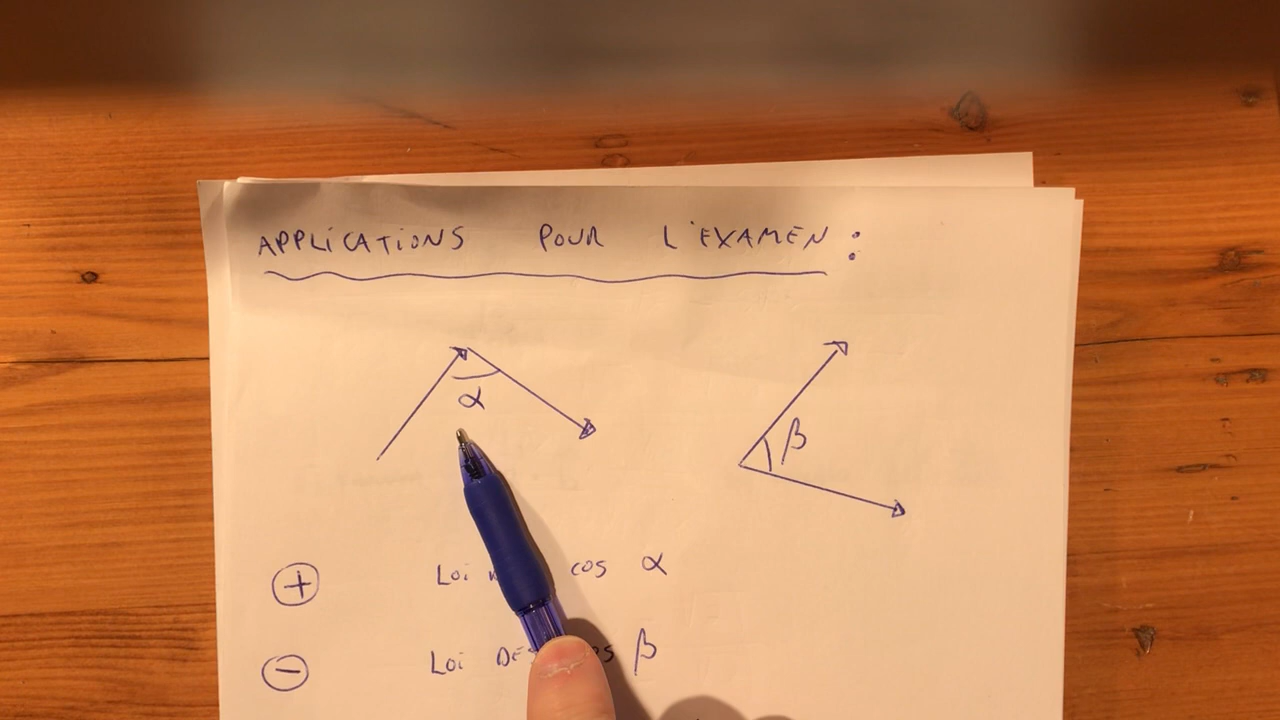 APPLICATIONS POUR L'EXAMEN :
α
β
+ Loi cos α
- Loi β